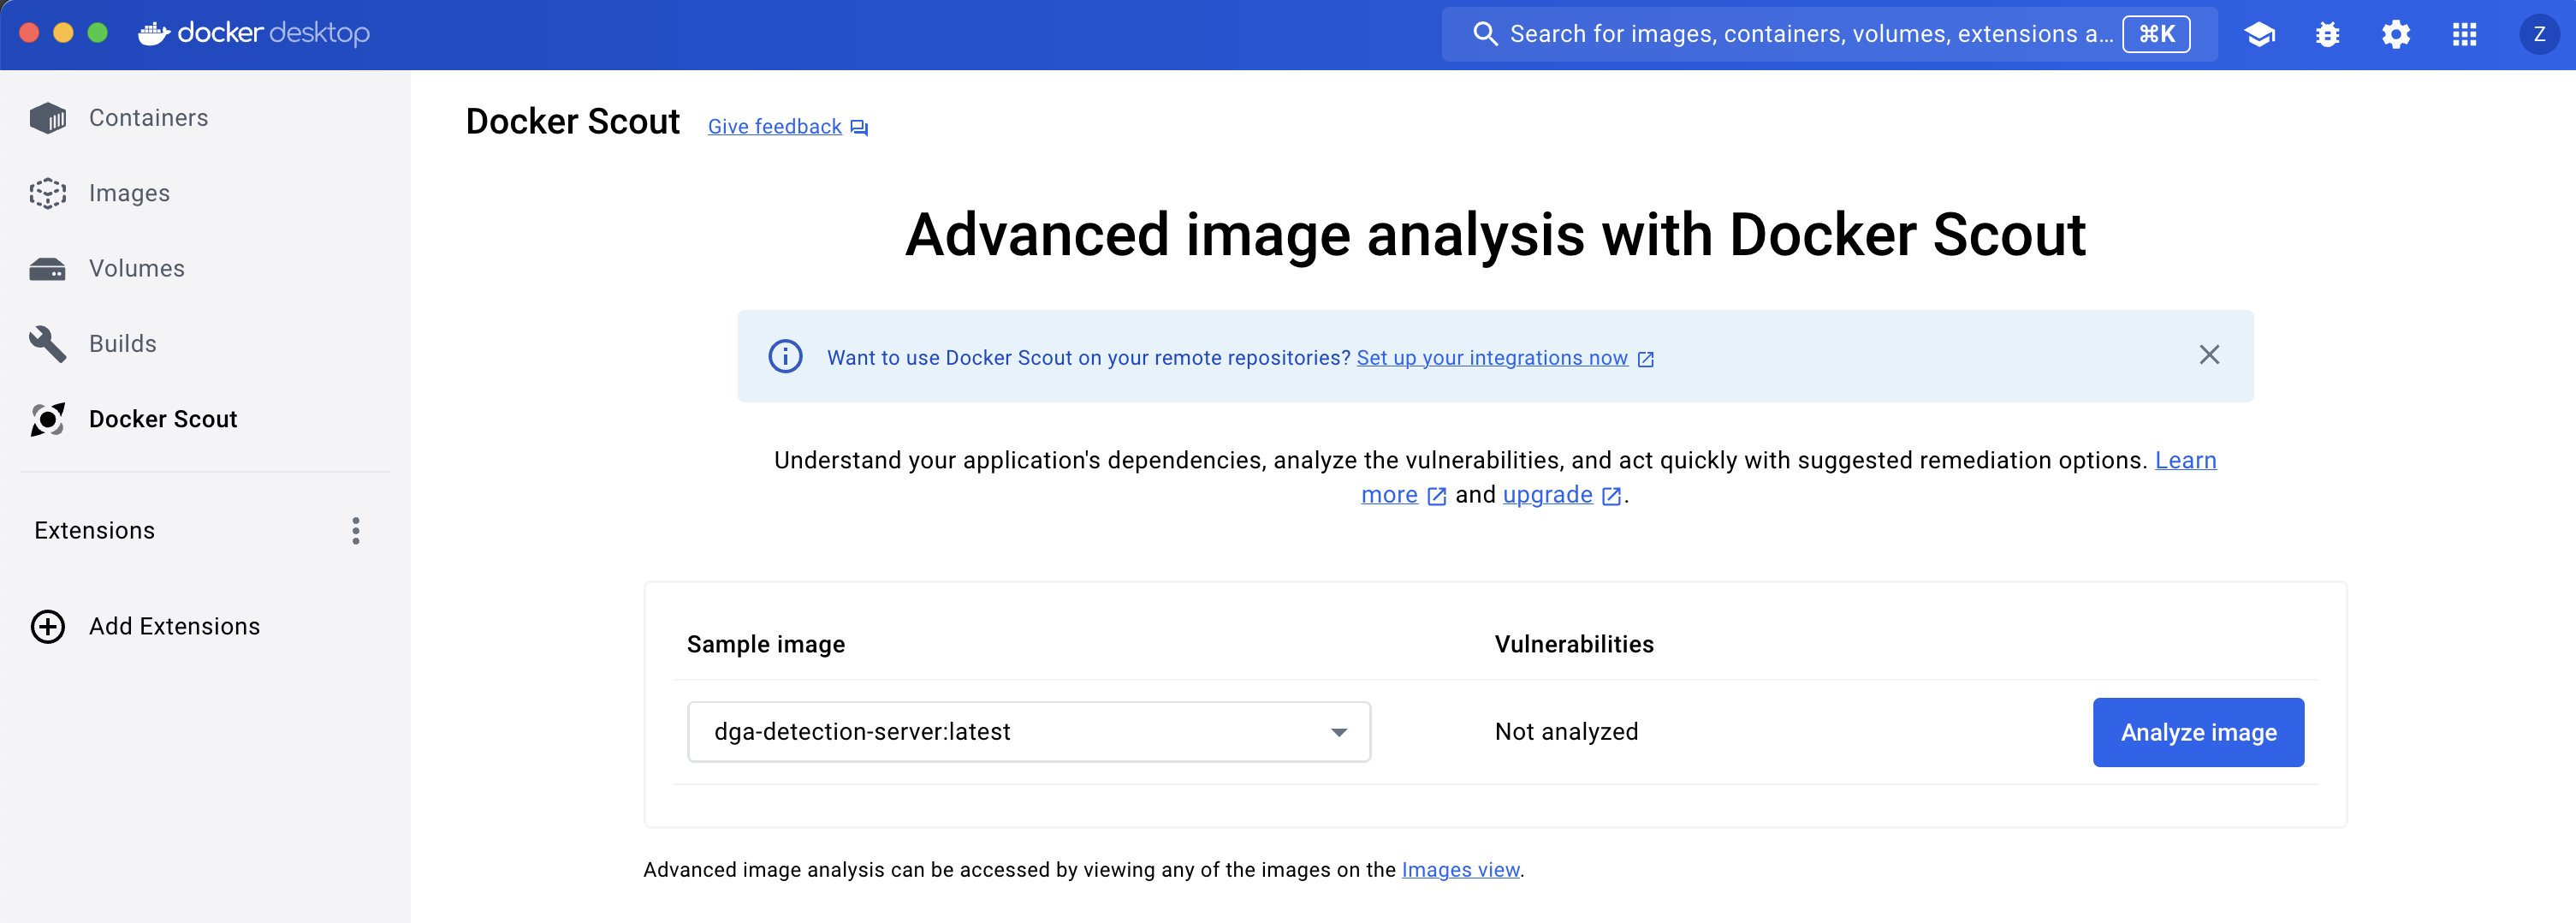 docker desktop
Search for images, containers, volumes, extensions a... ⌘K
Z
Containers
Images
Volumes
Builds
Docker Scout
Extensions
Add Extensions
Docker Scout Give feedback
Advanced image analysis with Docker Scout
Want to use Docker Scout on your remote repositories? Set up your integrations now
Understand your application's dependencies, analyze the vulnerabilities, and act quickly with suggested remediation options. Learn
more and upgrade .
Sample image Vulnerabilities
dga-detection-server:latest Not analyzed Analyze image
Advanced image analysis can be accessed by viewing any of the images on the Images view.